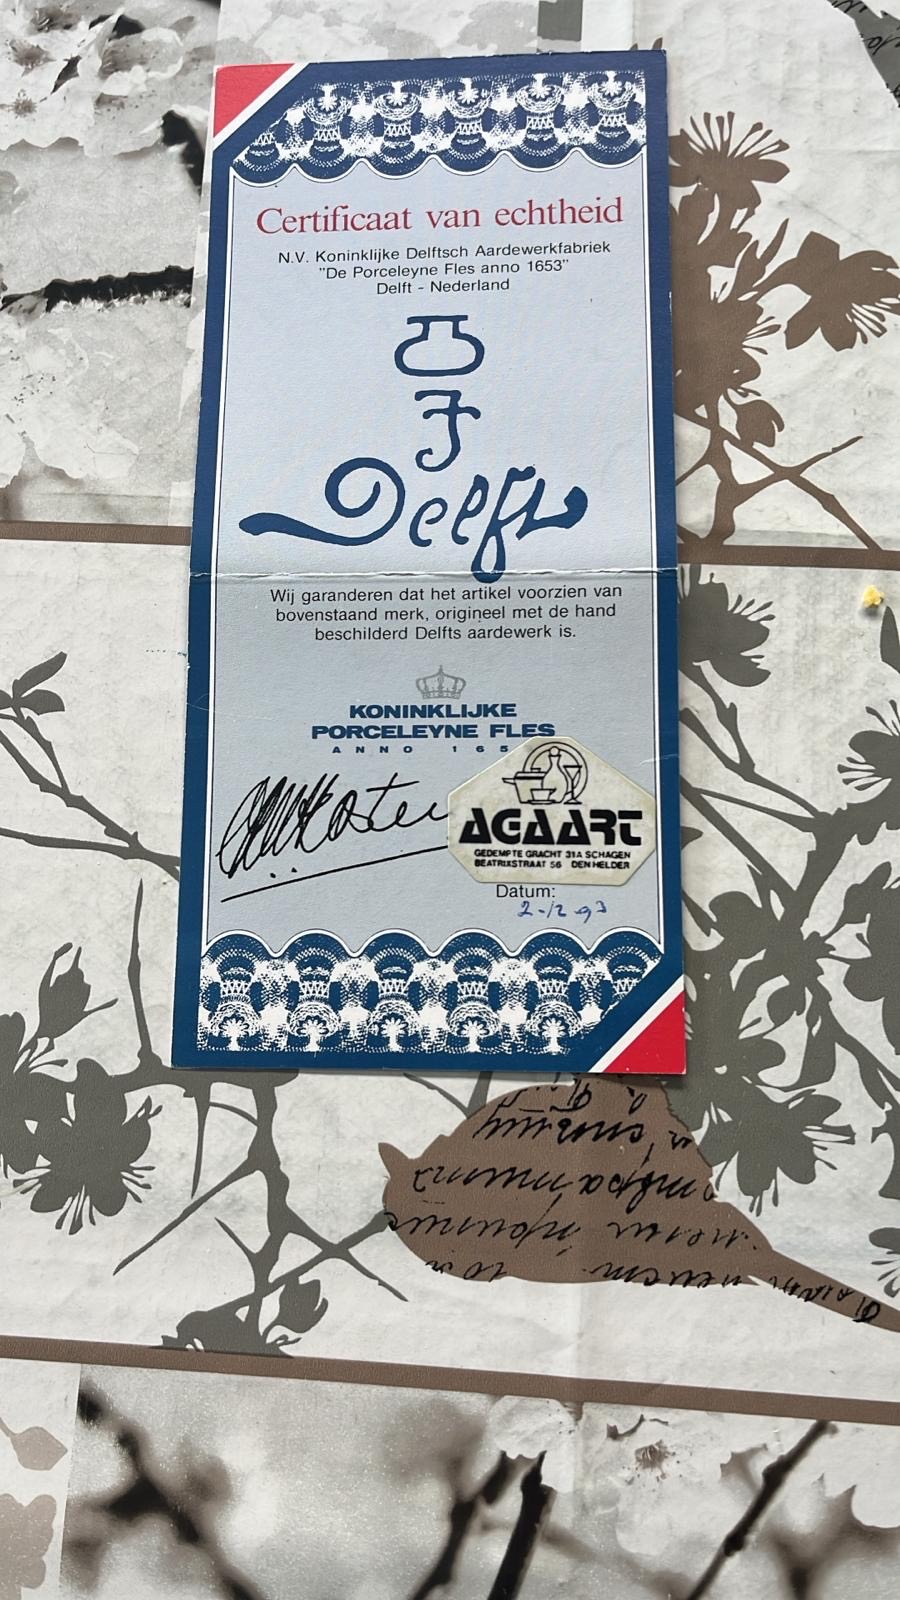 Certificaat van echtheid
N.V. Koninklijke Delftsch Aardewerkfabriek
"De Porceleyne Fles anno 1653"
Delft - Nederland
Delft
Wij garanderen dat het artikel voorzien van
bovenstaand merk, origineel met de hand
beschilderd Delfts aardewerk is.
KONINKLIJKE
PORCELEYNE FLES
ANNO 165
AGAART
GEDEMPTE GRACHT 31A SCHAGEN
BEATRIXSTRAAT 56 DEN HELDER
Datum:
2-12-93